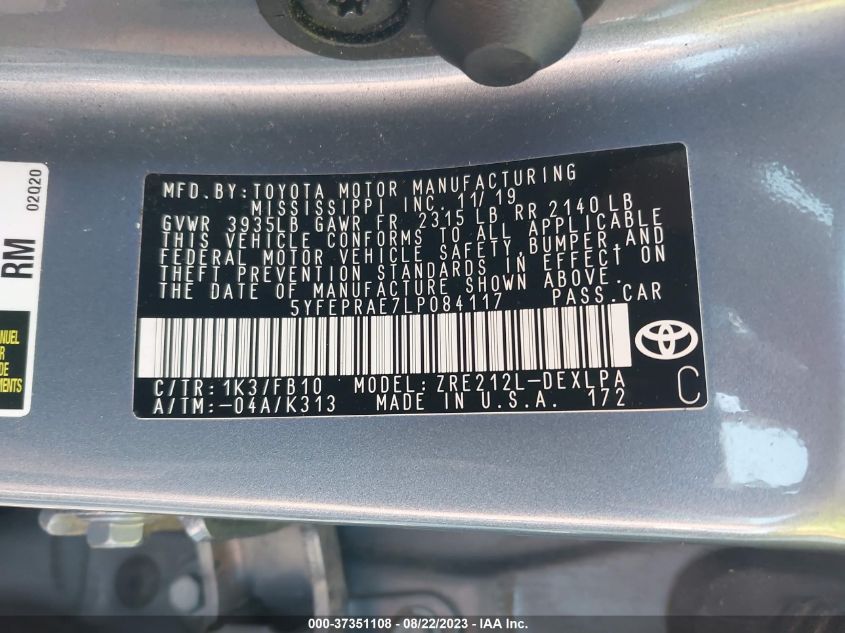 MFD. BY: TOYOTA MOTOR MANUFACTURING
MISSISSIPPI INC. 11/19
GVWR 3935LB GAWR FR 2315 LB RR 2140 LB
THIS VEHICLE CONFORMS TO ALL APPLICABLE
FEDERAL MOTOR VEHICLE SAFETY, BUMPER, AND
THEFT PREVENTION STANDARDS IN EFFECT ON
THE DATE OF MANUFACTURE SHOWN ABOVE.
5YFEPRAE7LP084117 PASS. CAR
C/TR: 1K3/FB10 MODEL: ZRE212L-DEXLPA
A/TM: -04A/K313 MADE IN U.S.A. 172
C
02020
RM
NUEL
R
DE
MENTS
000-37351108 - 08/22/2023 - IAA Inc.